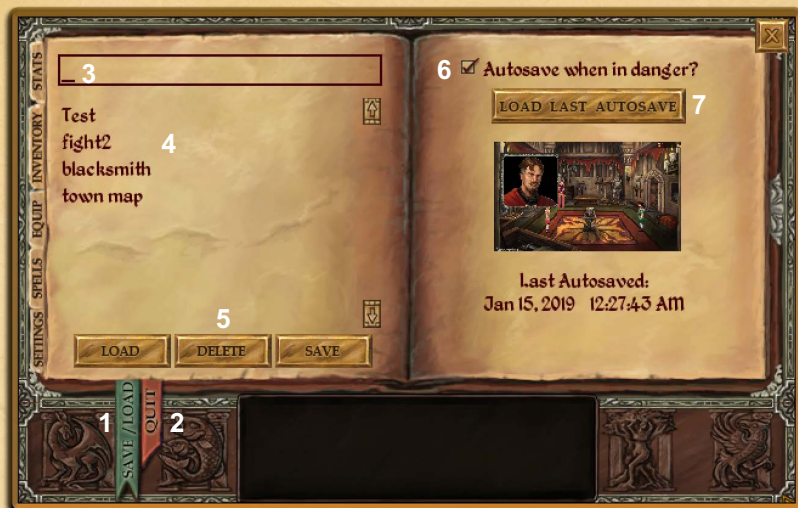 STATS
INVENTORY
EQUIP
SPELLS
SETTINGS
3
Test
fight2
4
blacksmith
town map
5
LOAD DELETE SAVE
1 SAVE/LOAD QUIT 2
X
6 Autosave when in danger?
LOAD LAST AUTOSAVE 7
Last Autosaved:
Jan 15, 2019 12:27:43 AM